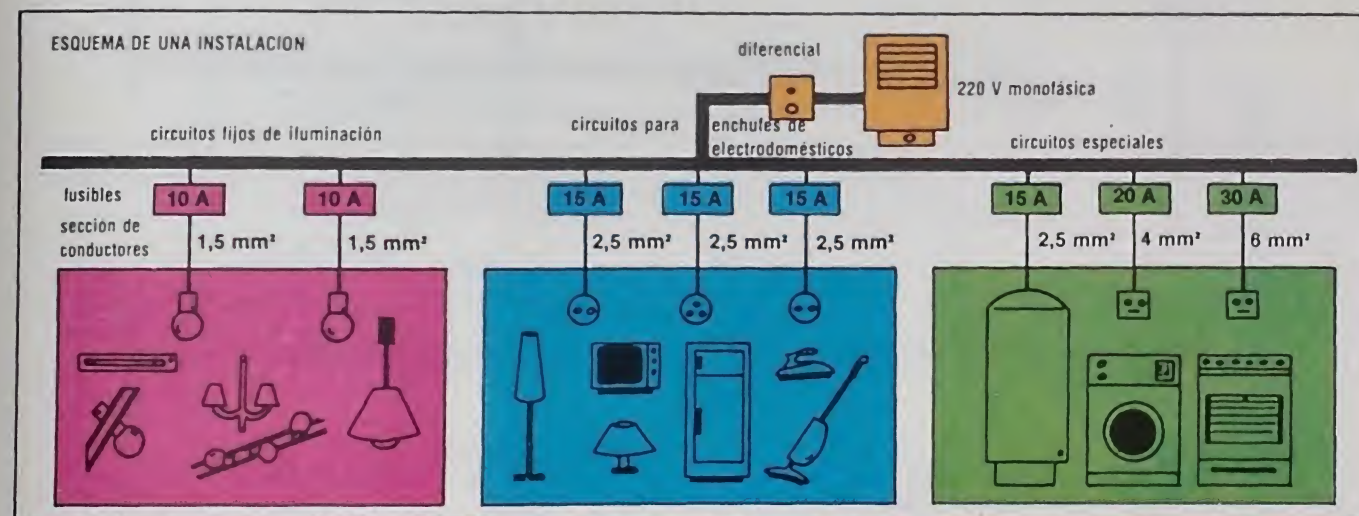 ESQUEMA DE UNA INSTALACION
diferencial
220 V monofásica
circuitos fijos de iluminación
circuitos para
enchufes de
electrodomésticos
circuitos especiales
fusibles
10 A
10 A
15 A
15 A
15 A
15 A
20 A
30 A
sección de
conductores
1,5 mm²
1,5 mm²
2,5 mm²
2,5 mm²
2,5 mm²
2,5 mm²
4 mm²
6 mm²